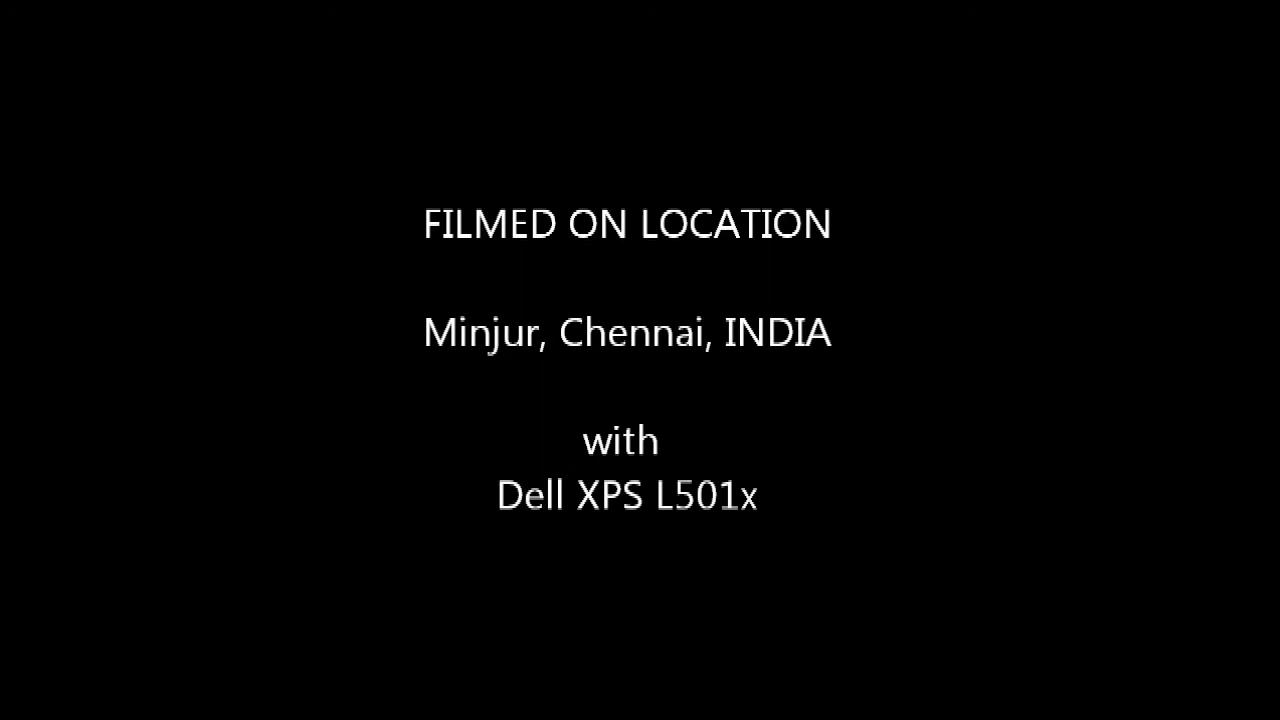 FILMED ON LOCATION
Minjur, Chennai, INDIA
with
Dell XPS L501x